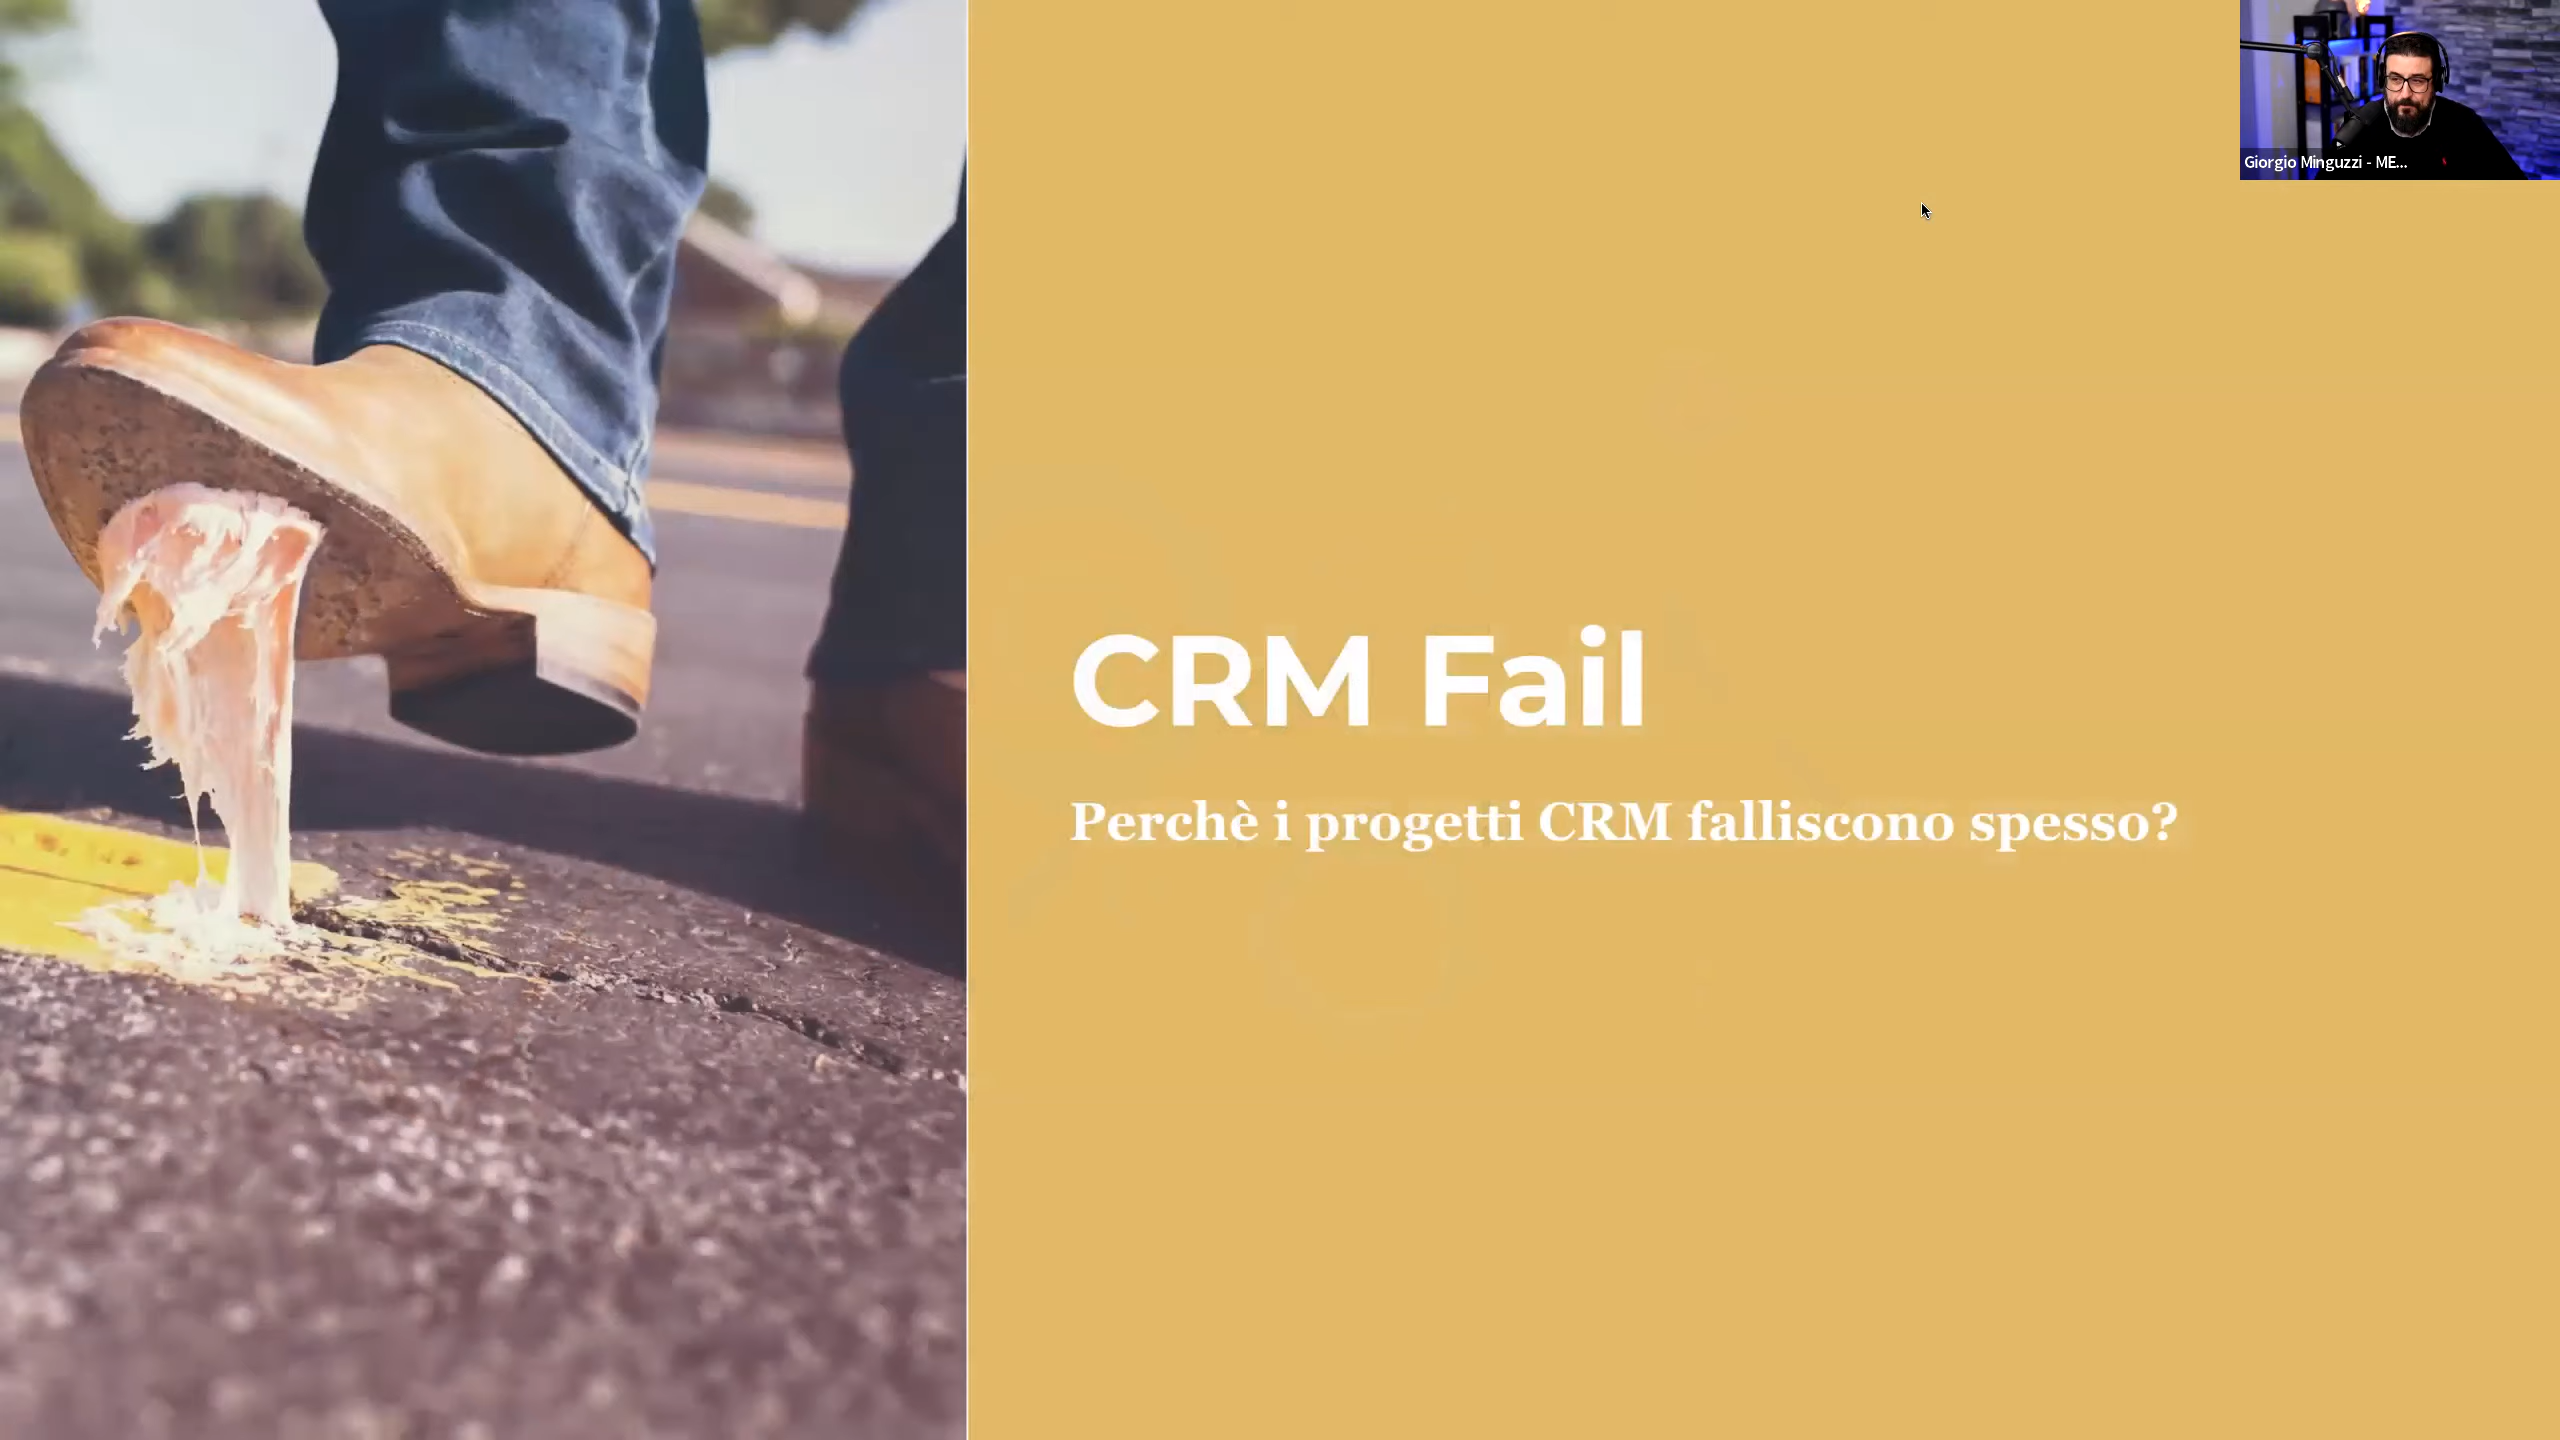 Giorgio Minguzzi - ME...
CRM Fail
Perchè i progetti CRM falliscono spesso?